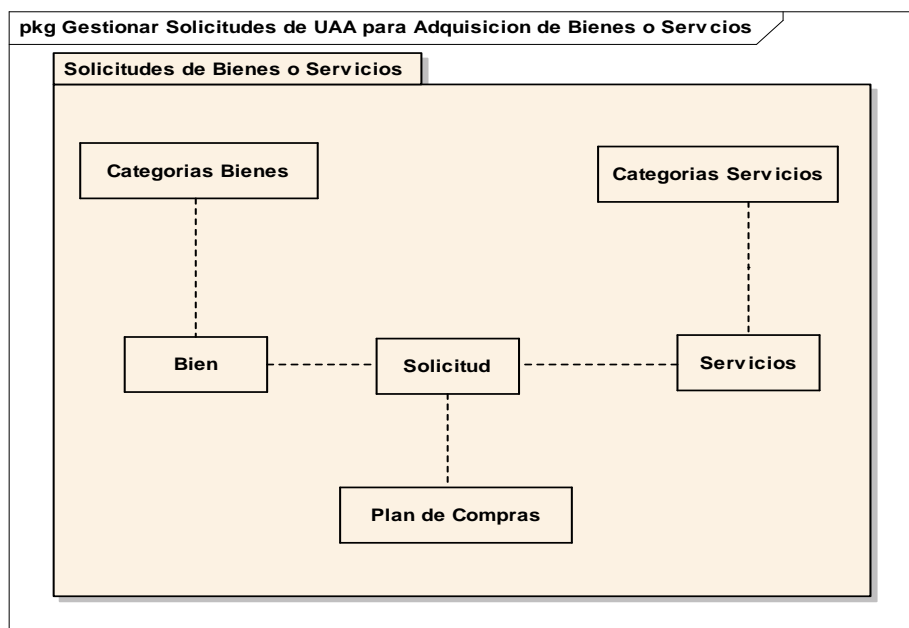 pkg Gestionar Solicitudes de UAA para Adquisicion de Bienes o Servcios
Solicitudes de Bienes o Servicios
Categorias Bienes
Categorias Servicios
Bien
Solicitud
Servicios
Plan de Compras